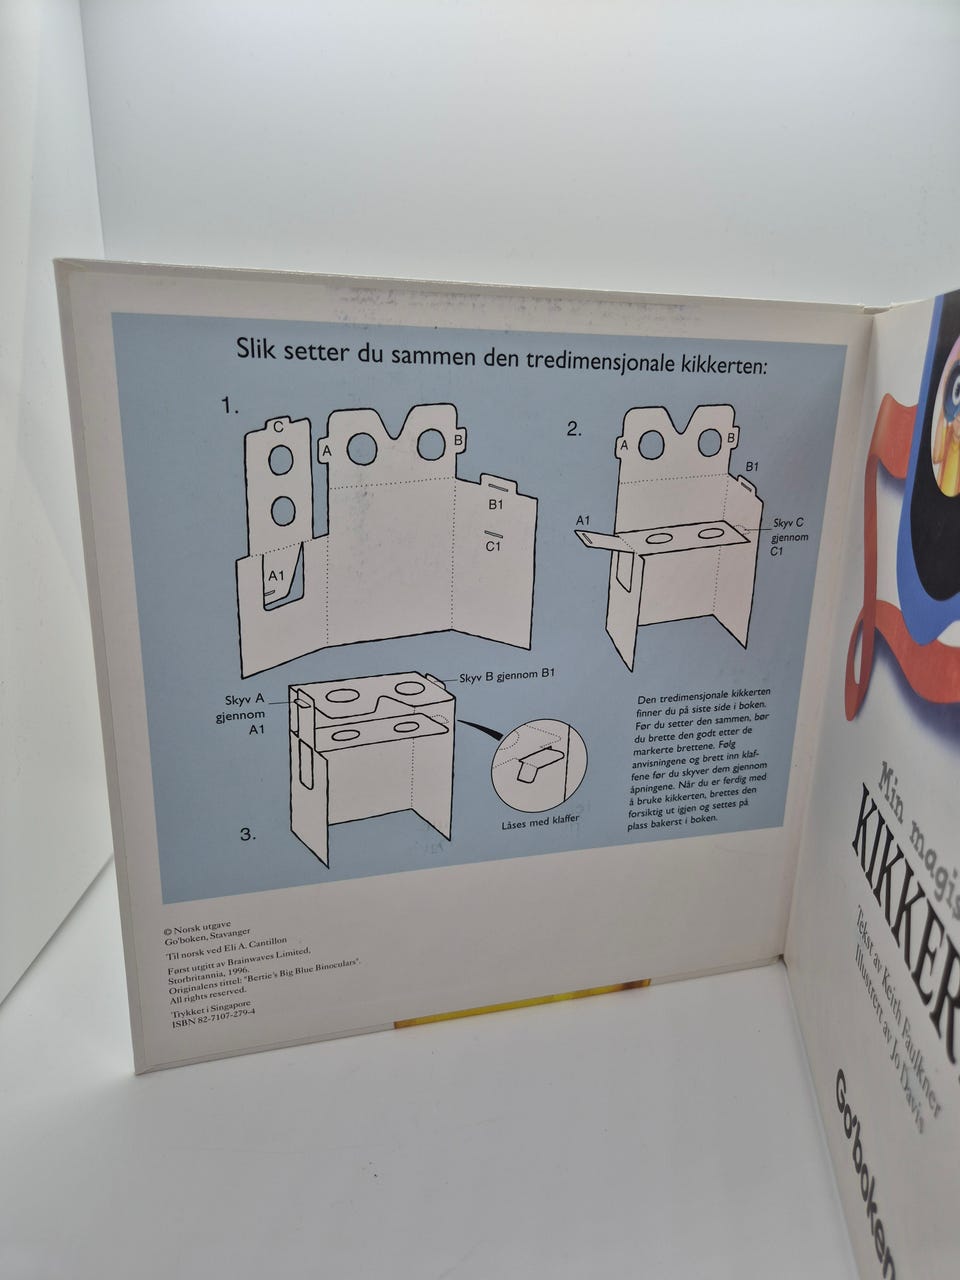 Slik setter du sammen den tredimensjonale kikkerten:
1.
C
A
B
A1
B1
C1
2.
A
B
B1
A1
Skyv C
gjennom
C1
Skyv A
gjennom
A1
Skyv B gjennom B1
3.
Låses med klaffer
Den tredimensjonale kikkerten
finner du på siste side i boken.
Før du setter den sammen, bør
du brette den godt etter de
markerte brettene. Følg
anvisningene og brett inn klaf-
fene før du skyver dem gjennom
åpningene. Når du er ferdig med
å bruke kikkerten, brettes den
forsiktig ut igjen og settes på
plass bakerst i boken.
© Norsk utgave
Go'boken, Stavanger
Til norsk ved Eli A. Cantillon
Først utgitt av Brainwaves Limited,
Storbritannia, 1996.
Originalens tittel: "Bertie's Big Blue Binoculars".
All rights reserved.
Trykket i Singapore
ISBN 82-7107-279-4
Min magis
KIKKER
Tekst av Keith Faulkner
Illustrert av Jo Davis
Go'boken